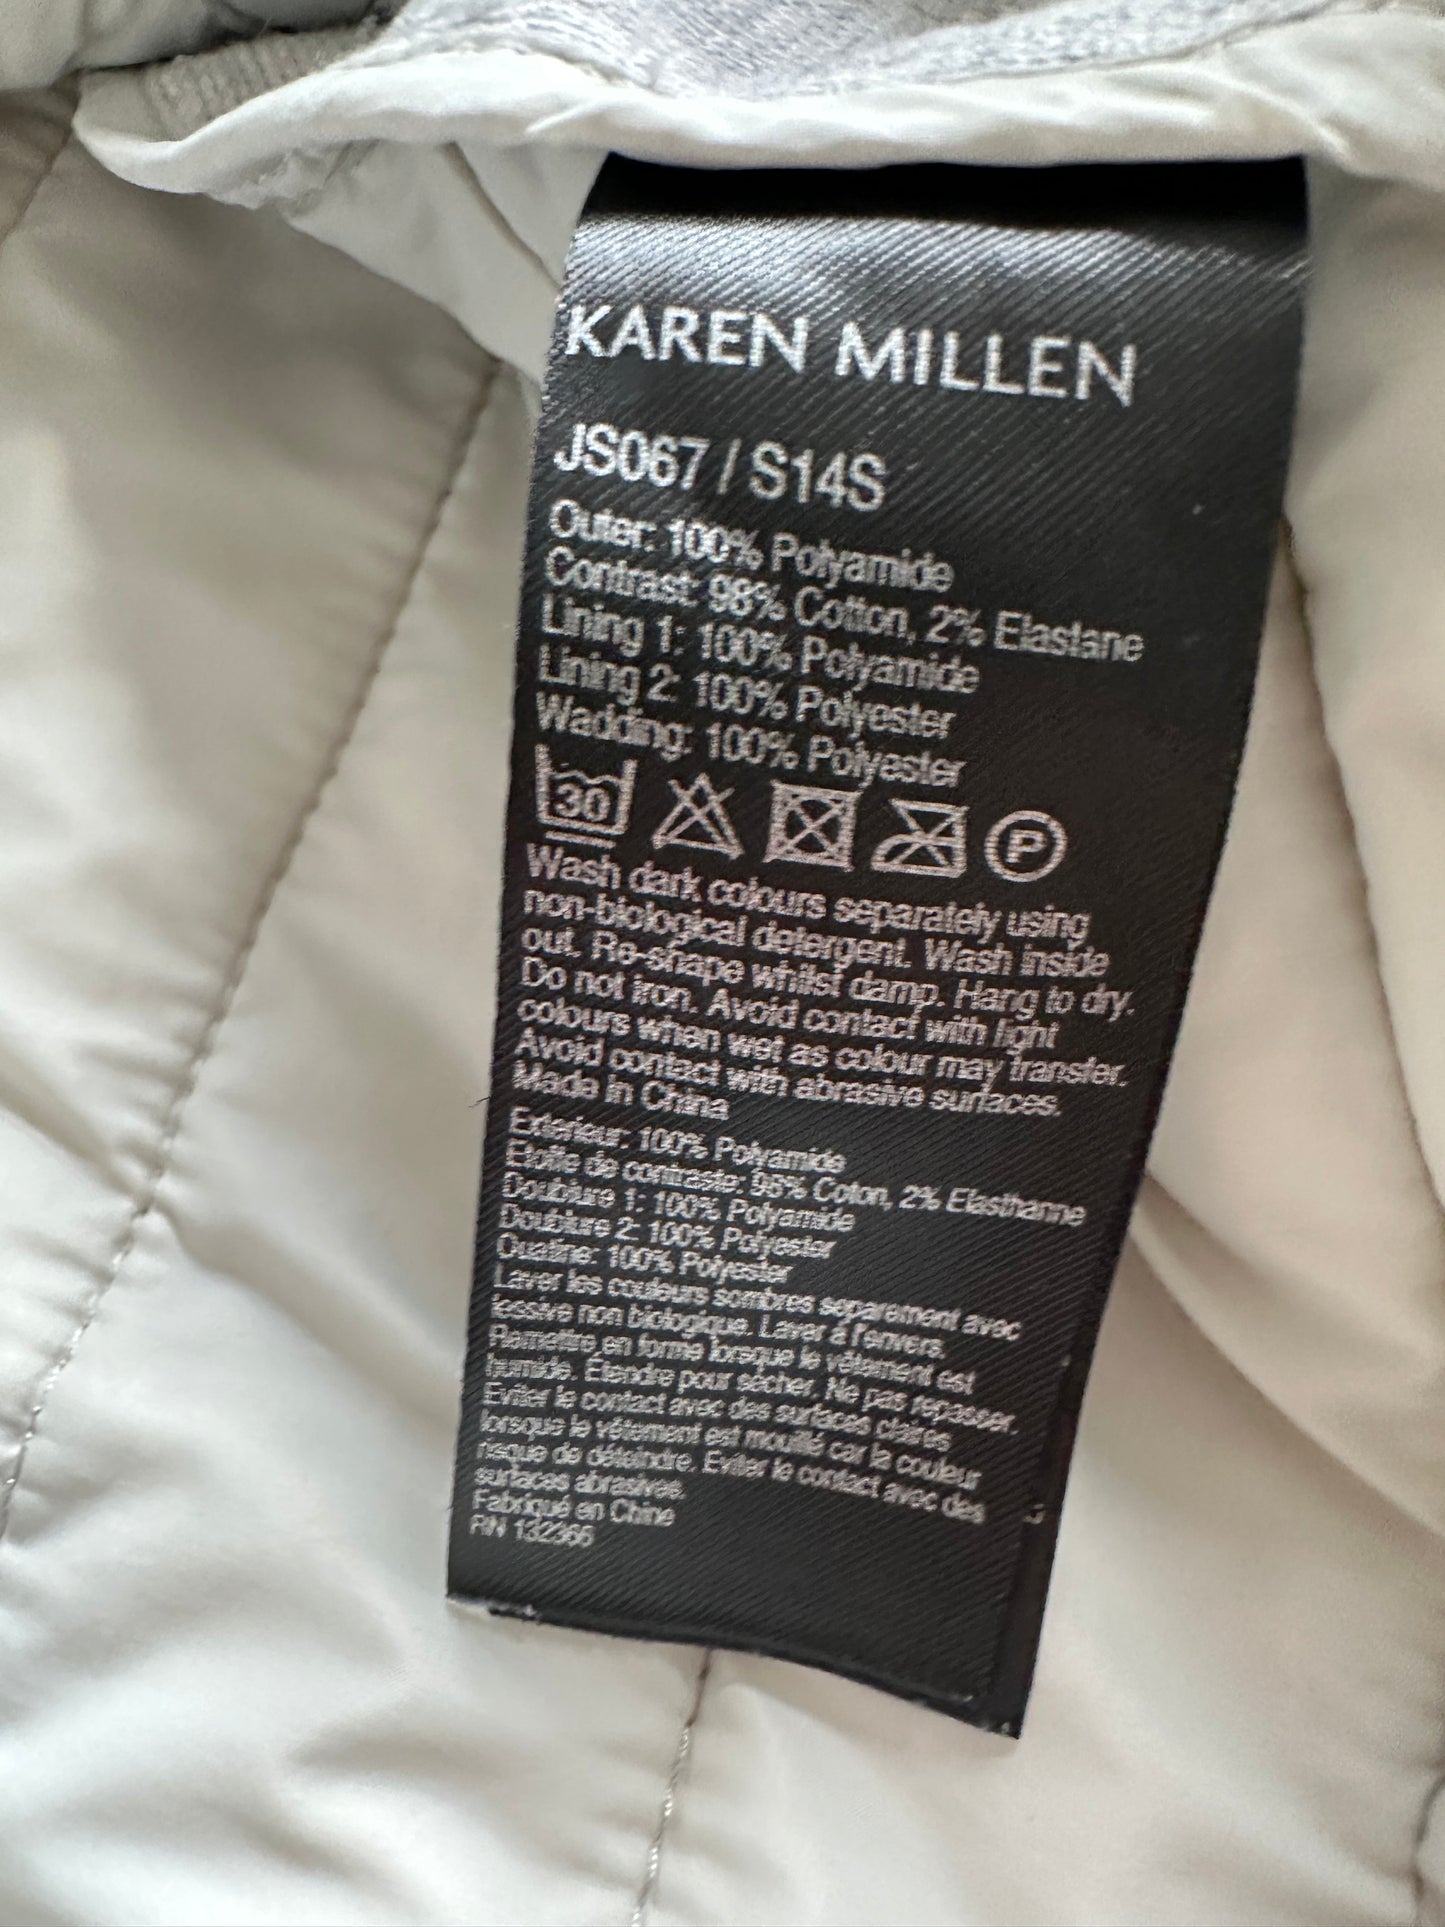 KAREN MILLEN
JS067 / S14S
Outer: 100% Polyamide
Contrast: 98% Cotton, 2% Elastane
Lining 1: 100% Polyamide
Lining 2: 100% Polyester
Wadding: 100% Polyester
30 P
Wash dark colours separately using
non-biological detergent. Wash inside
out. Re-shape whilst damp. Hang to dry.
Do not iron. Avoid contact with light
colours when wet as colour may transfer.
Avoid contact with abrasive surfaces.
Made in China
Exterieur: 100% Polyamide
Etoffe de contraste: 98% Coton, 2% Elasthanne
Doublure 1: 100% Polyamide
Doublure 2: 100% Polyester
Ouatine: 100% Polyester
Laver les couleurs sombres separement avec
lessive non biologique. Laver à l'envers.
Remettre en forme lorsque le vêtement est
humide. Étendre pour sécher. Ne pas repasser.
Eviter le contact avec des surfaces claires
lorsque le vêtement est mouillé car la couleur
risque de déteindre. Eviter le contact avec des
surfaces abrasives.
Fabriqué en Chine
RN 132366